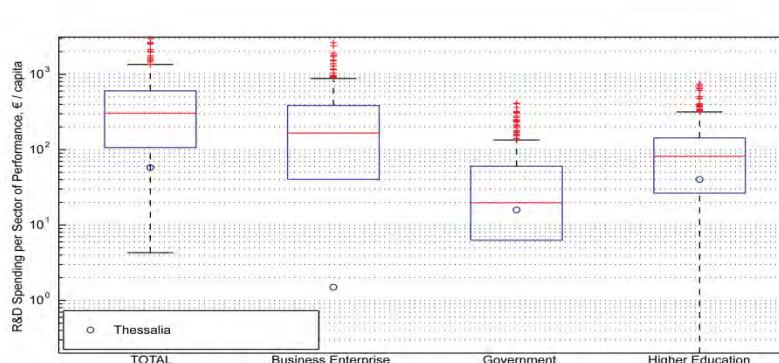 R&D Spending per Sector of Performance, € / capita
10³
10²
10¹
10⁰
Thessalia
TOTAL
Business Enterprise
Government
Higher Education